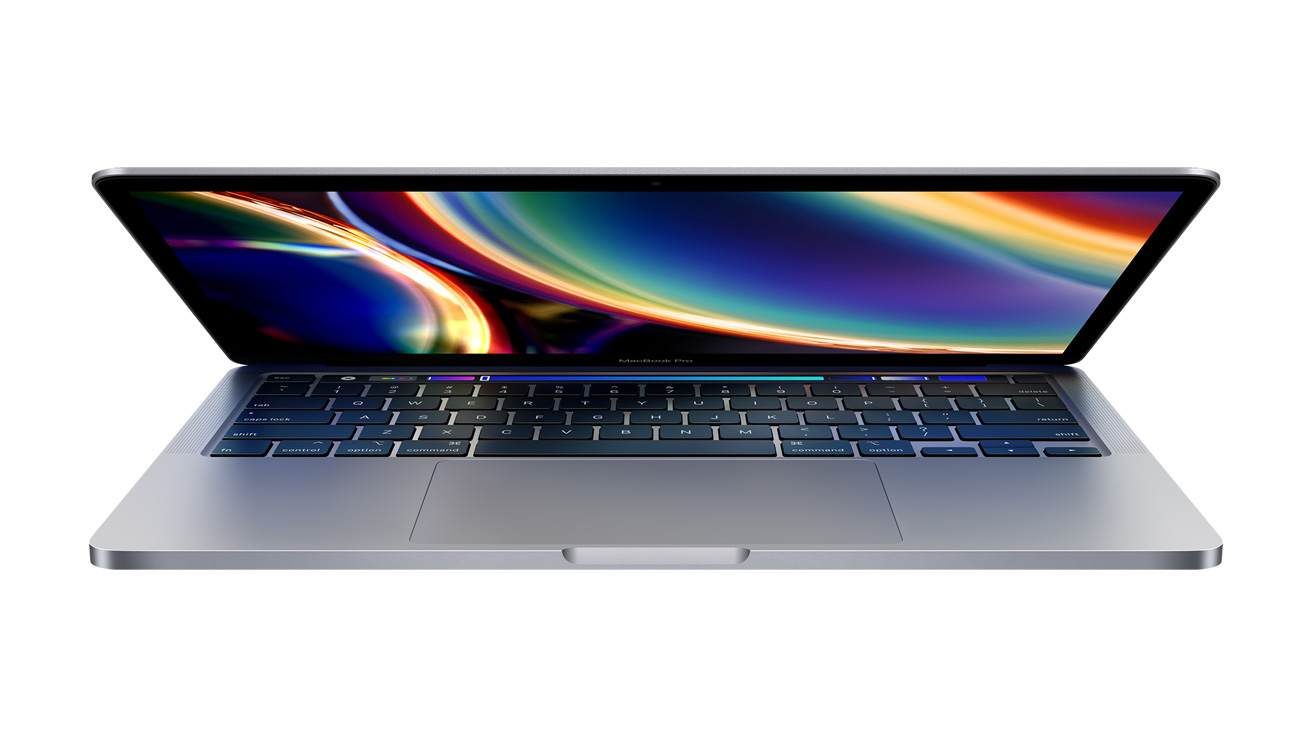 MacBook Pro
esc
! @ # $ % ^ & * ( ) _ +
1 2 3 4 5 6 7 8 9 0 - =
delete
tab Q W E R T Y U I O P { } |
[ ] \
caps lock A S D F G H J K L : " return
; '
shift Z X C V B N M < > ? shift
, . /
fn control option command command option